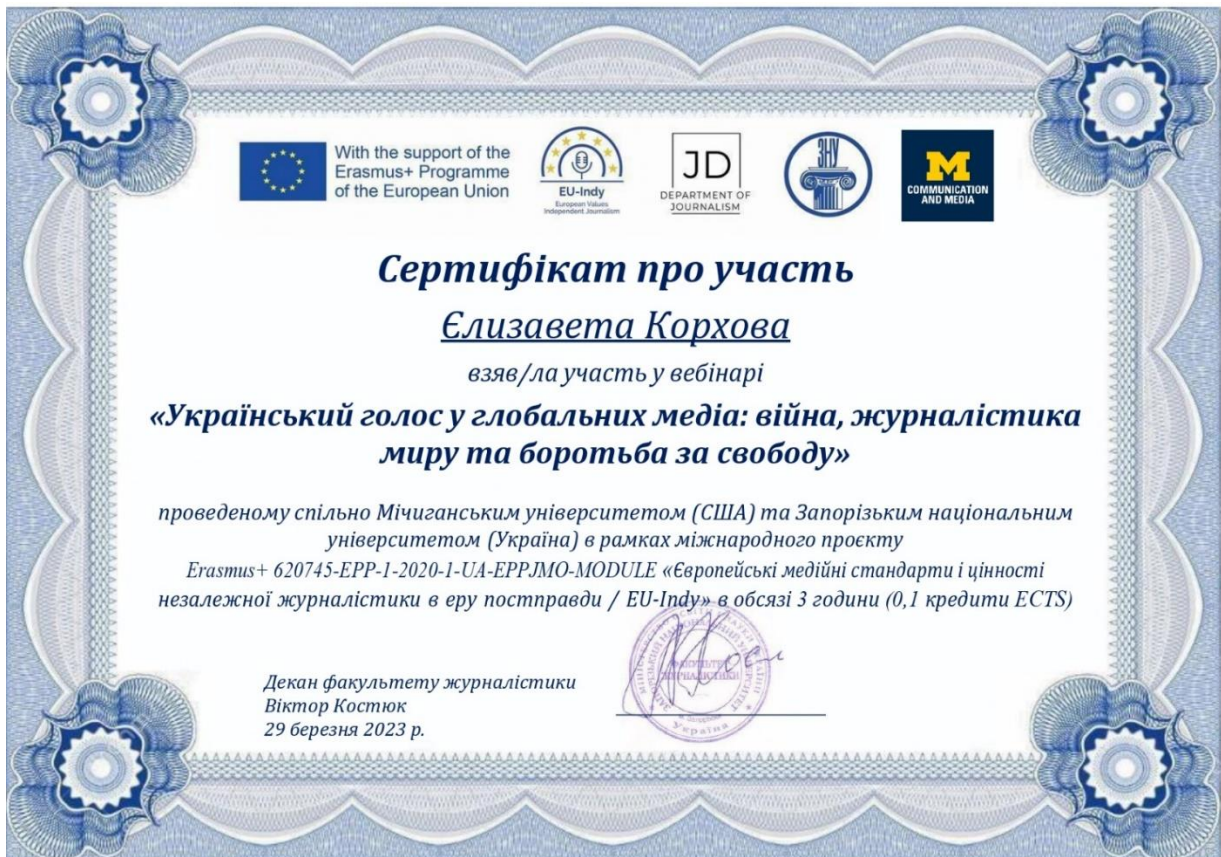 With the support of the
Erasmus+ Programme
of the European Union
EU-Indy
European Values
Independent Journalism
JD
DEPARTMENT OF
JOURNALISM
ЗНУ
M
COMMUNICATION
AND MEDIA
Сертифікат про участь
Єлизавета Корхова
взяв/ла участь у вебінарі
«Український голос у глобальних медіа: війна, журналістика
миру та боротьба за свободу»
проведеному спільно Мічиганським університетом (США) та Запорізьким національним
університетом (Україна) в рамках міжнародного проєкту
Erasmus+ 620745-EPP-1-2020-1-UA-EPPJMO-MODULE «Європейські медійні стандарти і цінності
незалежної журналістики в еру постправди / EU-Indy» в обсязі 3 години (0,1 кредити ECTS)
Декан факультету журналістики
Віктор Костюк
29 березня 2023 р.
ФАКУЛЬТЕТ
ЖУРНАЛІСТИКИ
Україна